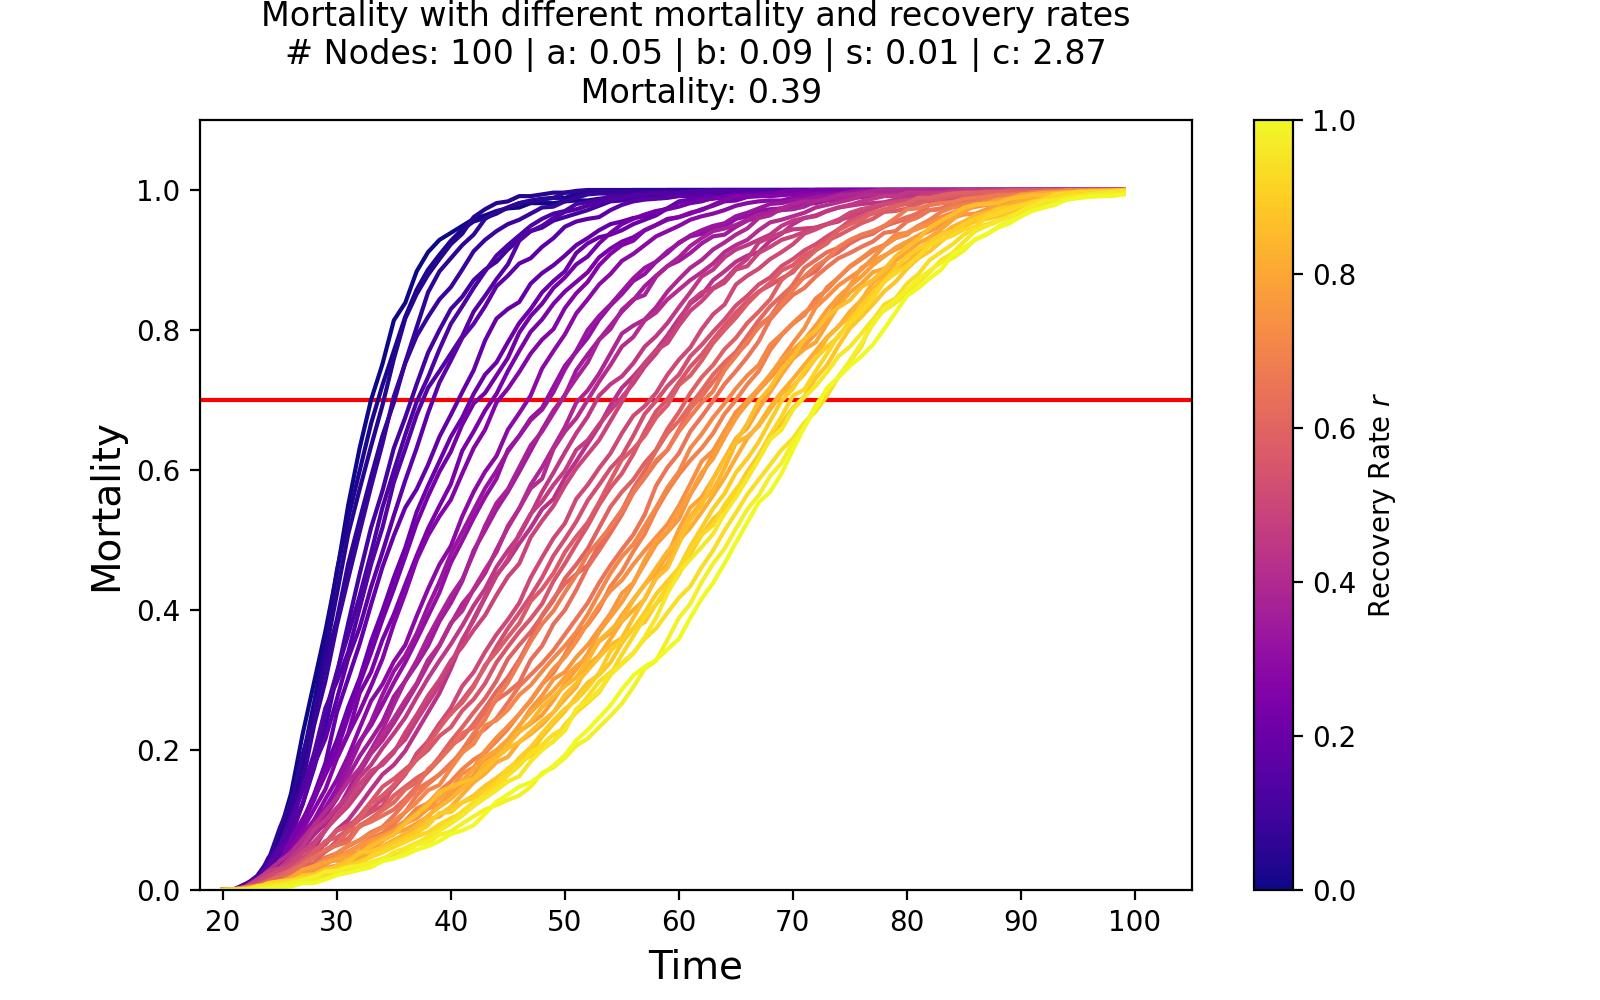 Mortality with different mortality and recovery rates
# Nodes: 100 | a: 0.05 | b: 0.09 | s: 0.01 | c: 2.87
Mortality: 0.39
1.0
0.8
0.6
0.4
0.2
0.0
Mortality
20 30 40 50 60 70 80 90 100
Time
1.0
0.8
0.6
0.4
0.2
0.0
Recovery Rate r